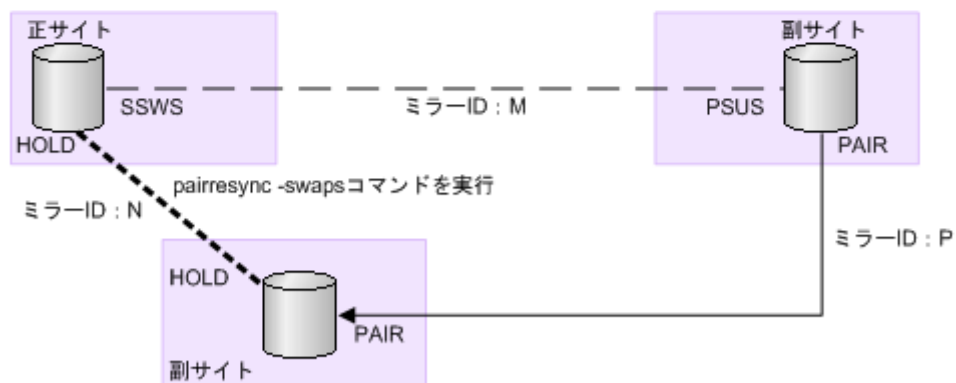 正サイト
副サイト
SSWS
ミラーID：M
PSUS
HOLD
PAIR
pairresync -swapsコマンドを実行
ミラーID：N
ミラーID：P
HOLD
PAIR
副サイト